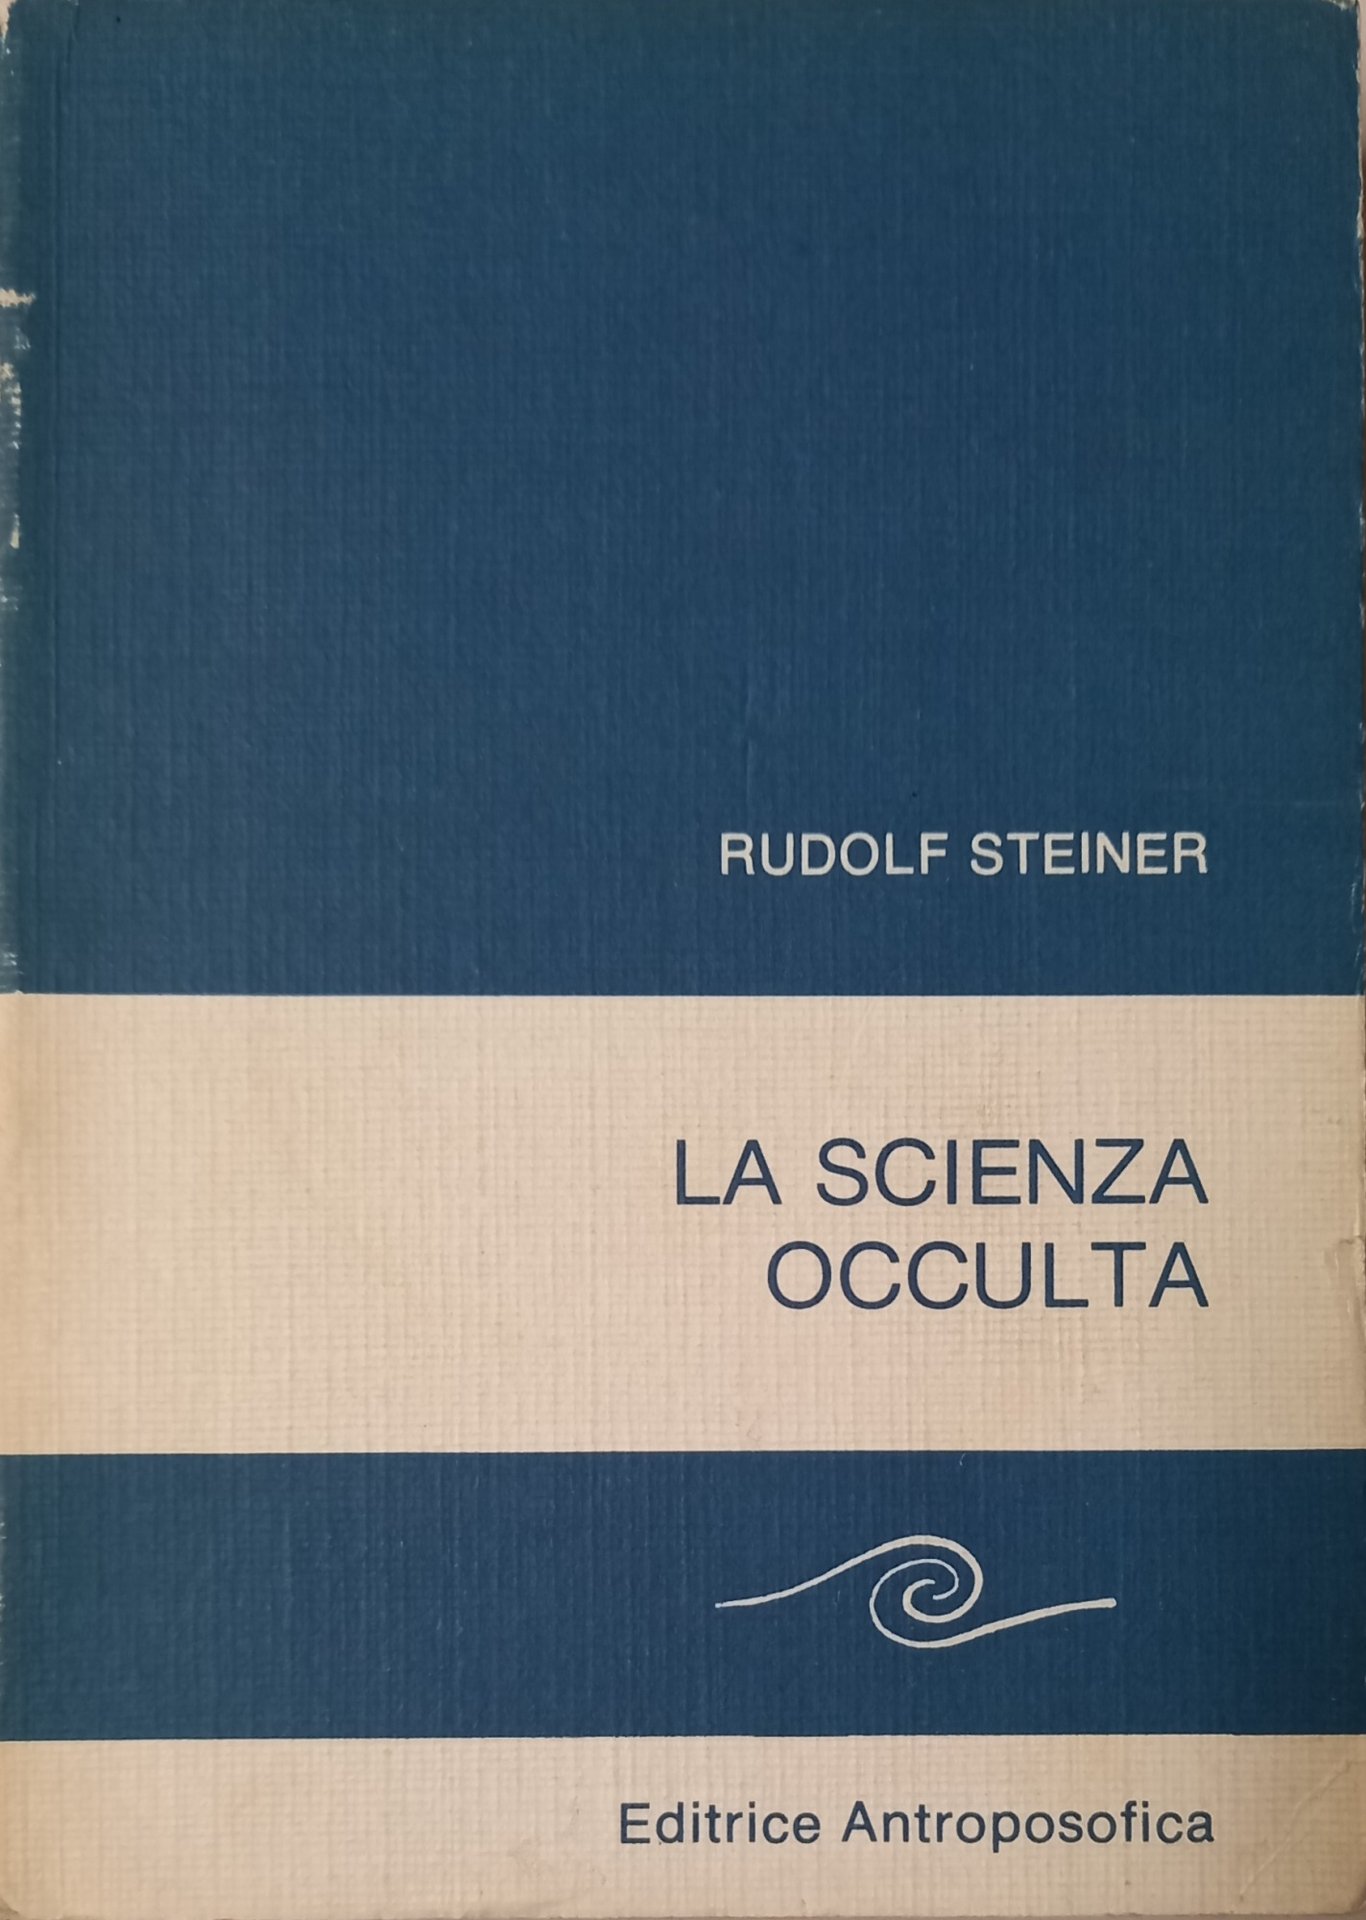 RUDOLF STEINER
LA SCIENZA
OCCULTA
Editrice Antroposofica